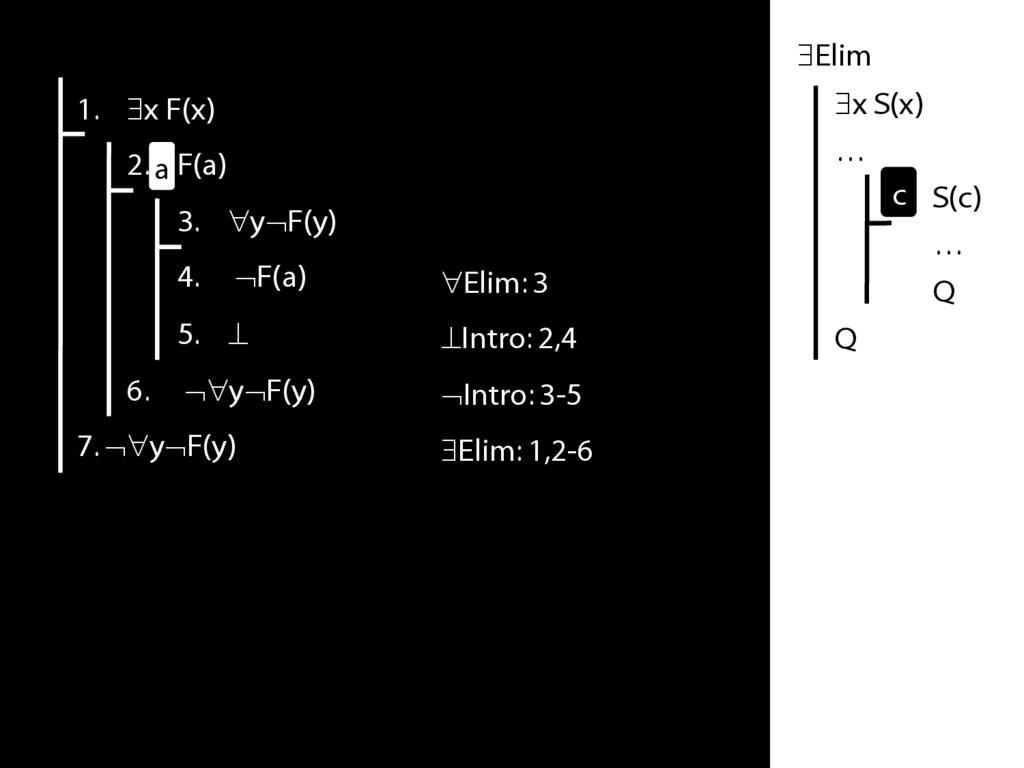 1. ∃x F(x)
2. a F(a)
3. ∀y¬F(y)
4. ¬F(a) ∀Elim: 3
5. ⊥ ⊥Intro: 2,4
6. ¬∀y¬F(y) ¬Intro: 3-5
7. ¬∀y¬F(y) ∃Elim: 1,2-6
∃Elim
∃x S(x)
...
c S(c)
...
Q
Q